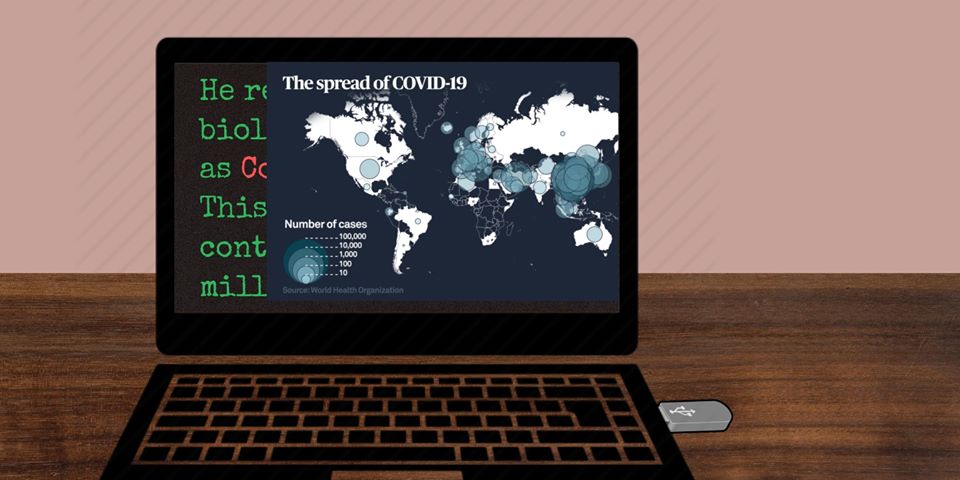 He re
biol
as Co
This
cont
mill
The spread of COVID-19
Number of cases
100,000
10,000
1,000
100
10
Source: World Health Organization